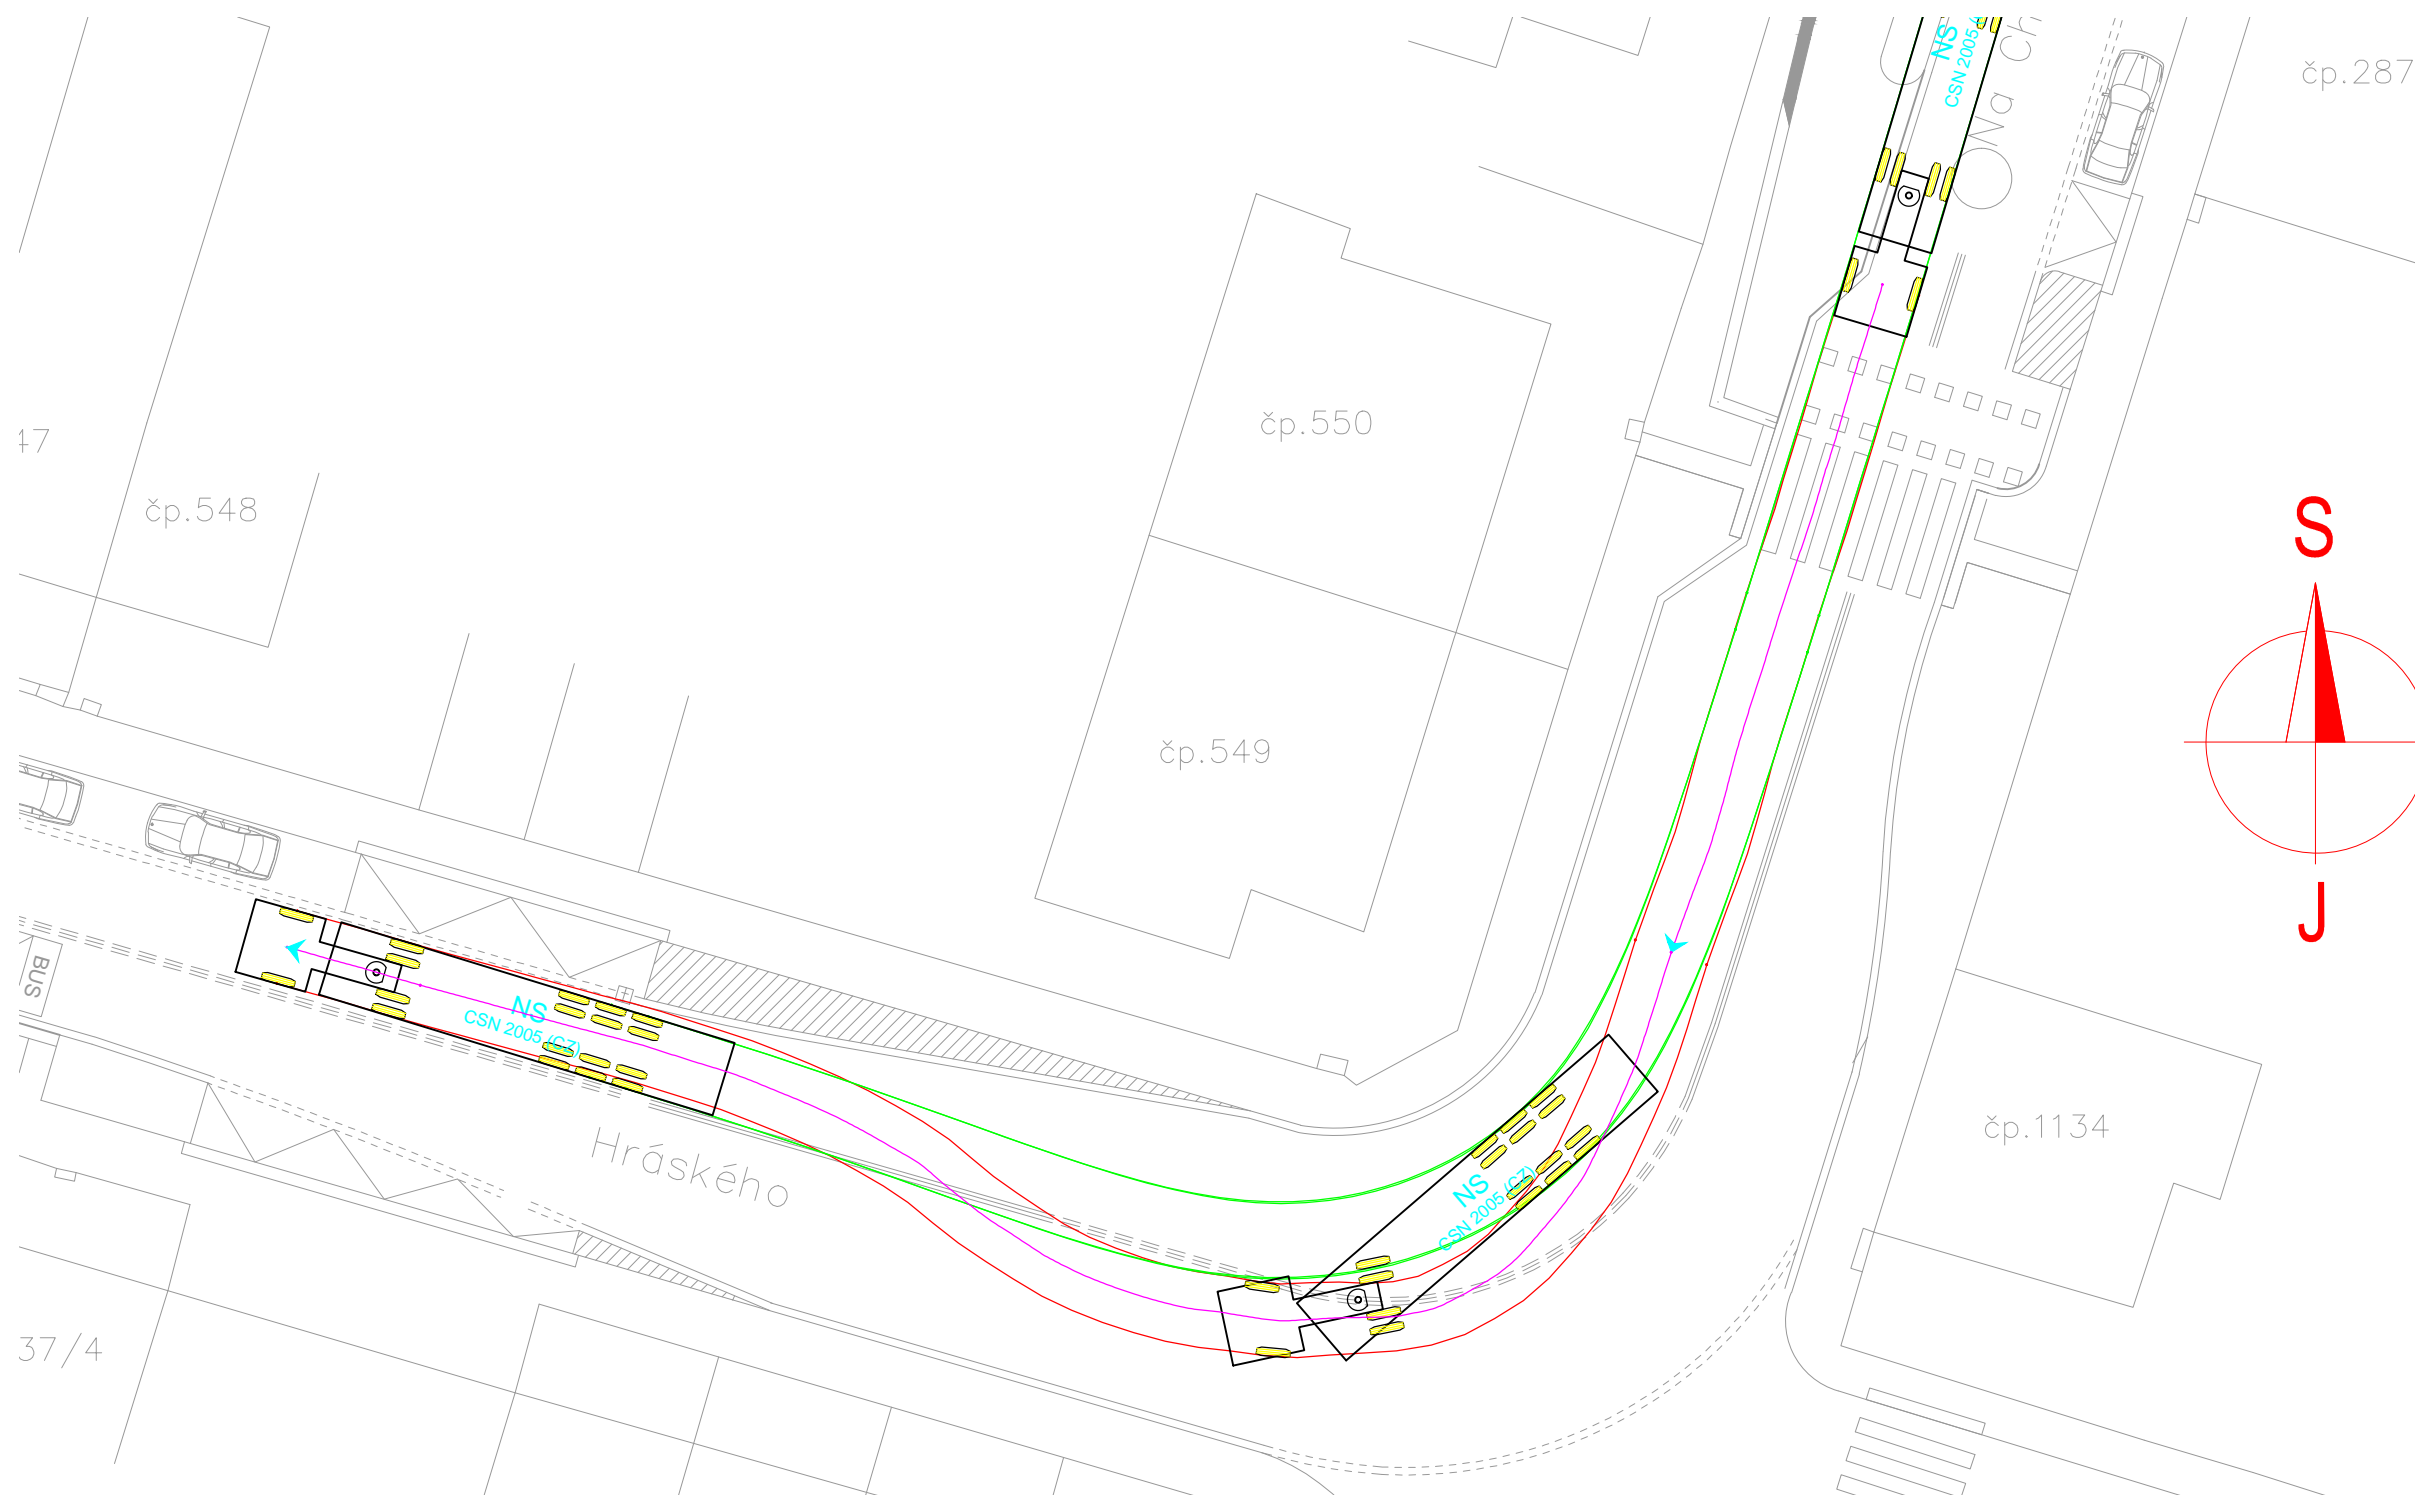 NS
CSN 2005
Na Ch
čp.287
čp.550
47
čp.548
S
čp.549
J
BUS
NS
CSN 2005 (CZ)
čp.1134
Hráského
NS
CSN 2005 (CZ)
37/4